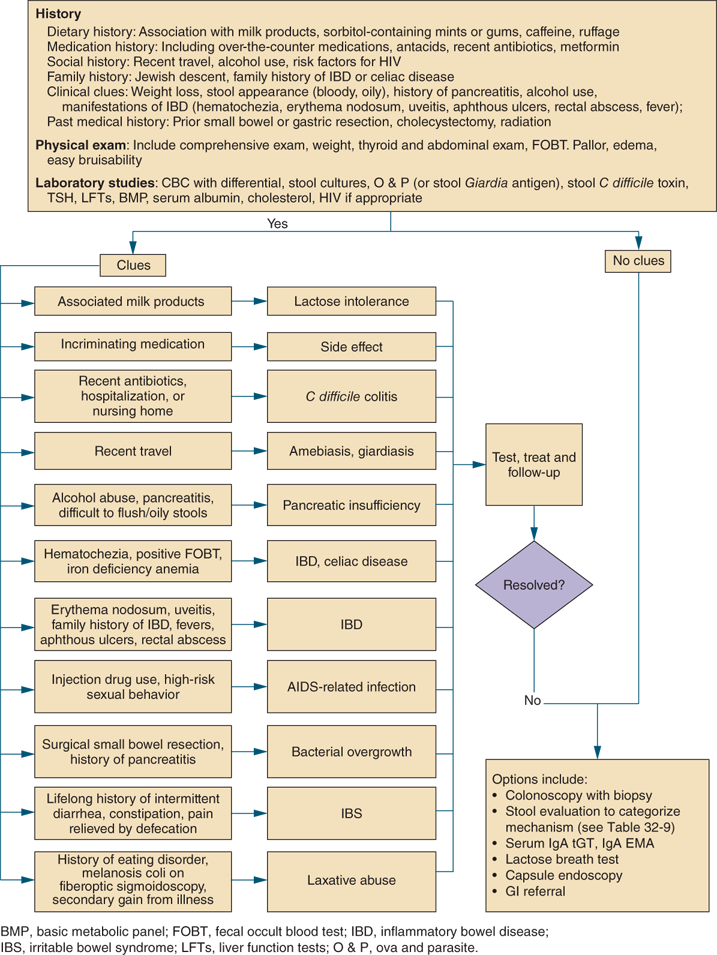 History
Dietary history: Association with milk products, sorbitol-containing mints or gums, caffeine, ruffage
Medication history: Including over-the-counter medications, antacids, recent antibiotics, metformin
Social history: Recent travel, alcohol use, risk factors for HIV
Family history: Jewish descent, family history of IBD or celiac disease
Clinical clues: Weight loss, stool appearance (bloody, oily), history of pancreatitis, alcohol use,
manifestations of IBD (hematochezia, erythema nodosum, uveitis, aphthous ulcers, rectal abscess, fever);
Past medical history: Prior small bowel or gastric resection, cholecystectomy, radiation
Physical exam: Include comprehensive exam, weight, thyroid and abdominal exam, FOBT. Pallor, edema,
easy bruisability
Laboratory studies: CBC with differential, stool cultures, O & P (or stool Giardia antigen), stool C difficile toxin,
TSH, LFTs, BMP, serum albumin, cholesterol, HIV if appropriate
Yes
Clues
No clues
Associated milk products
Lactose intolerance
Incriminating medication
Side effect
Recent antibiotics,
hospitalization, or
nursing home
C difficile colitis
Recent travel
Amebiasis, giardiasis
Alcohol abuse, pancreatitis,
difficult to flush/oily stools
Pancreatic insufficiency
Hematochezia, positive FOBT,
iron deficiency anemia
IBD, celiac disease
Erythema nodosum, uveitis,
family history of IBD, fevers,
aphthous ulcers, rectal abscess
IBD
Injection drug use, high-risk
sexual behavior
AIDS-related infection
Surgical small bowel resection,
history of pancreatitis
Bacterial overgrowth
Lifelong history of intermittent
diarrhea, constipation, pain
relieved by defecation
IBS
History of eating disorder,
melanosis coli on
fiberoptic sigmoidoscopy,
secondary gain from illness
Laxative abuse
Test, treat and
follow-up
Resolved?
No
Options include:
• Colonoscopy with biopsy
• Stool evaluation to categorize
mechanism (see Table 32-9)
• Serum IgA tGT, IgA EMA
• Lactose breath test
• Capsule endoscopy
• GI referral
BMP, basic metabolic panel; FOBT, fecal occult blood test; IBD, inflammatory bowel disease;
IBS, irritable bowel syndrome; LFTs, liver function tests; O & P, ova and parasite.